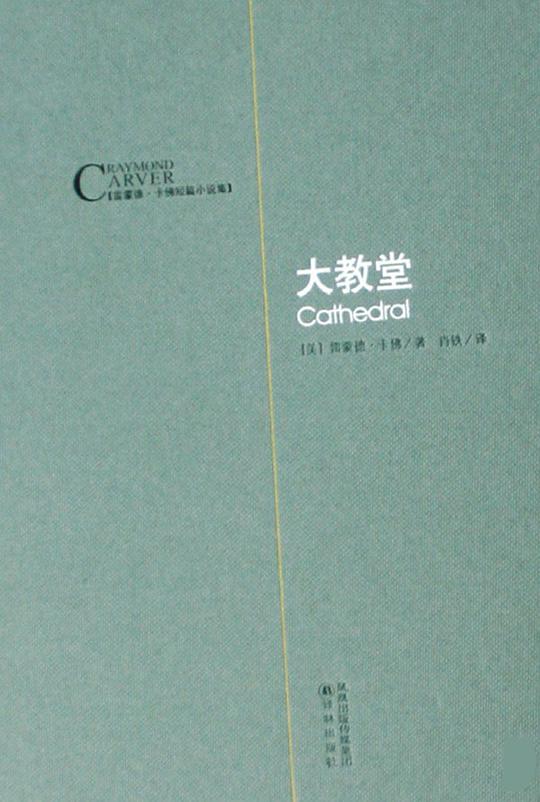 RAYMOND
CARVER
【雷蒙德·卡佛短篇小说集】
大教堂
Cathedral
［美］雷蒙德·卡佛／著 肖铁／译
凤凰出版传媒集团
译林出版社